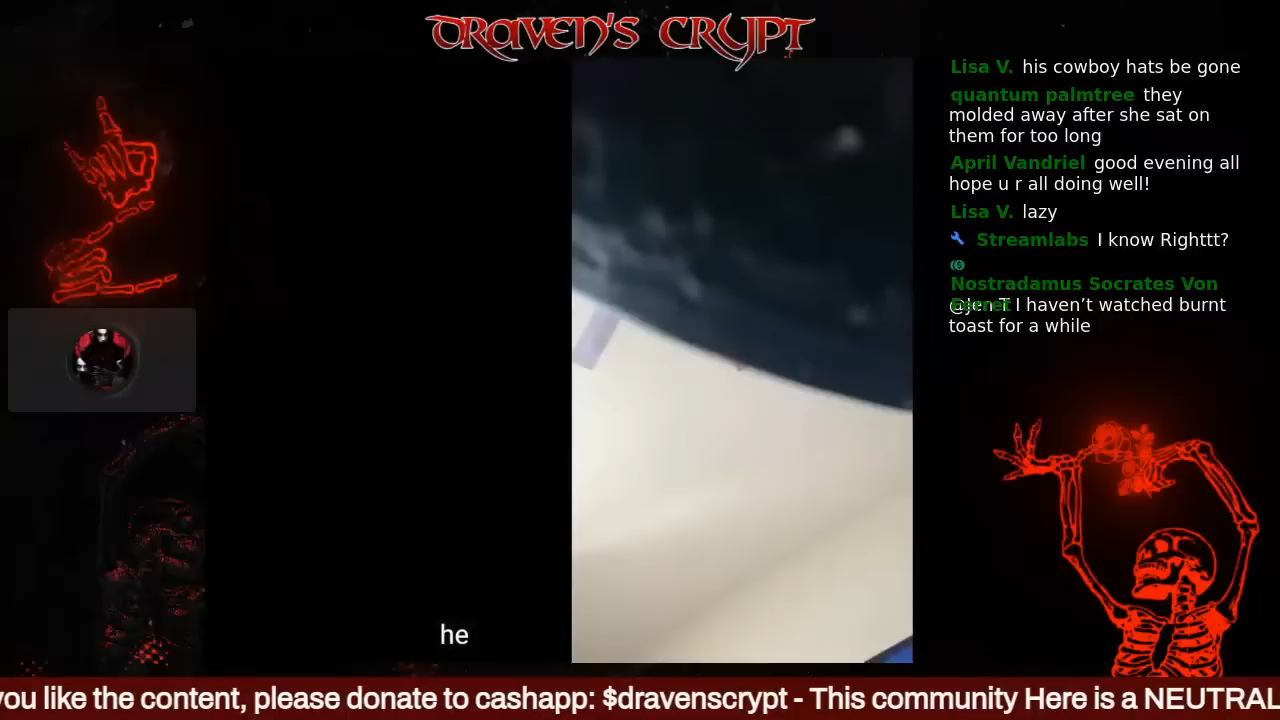 DRAVEN'S CRYPT
Lisa V. his cowboy hats be gone
quantum palmtree they
molded away after she sat on
them for too long
April Vandriel good evening all
hope u r all doing well!
Lisa V. lazy
Streamlabs I know Righttt?
Nostradamus Socrates Von
Ferret
@Jen T I haven’t watched burnt
toast for a while
he
you like the content, please donate to cashapp: $dravenscrypt - This community Here is a NEUTRAL